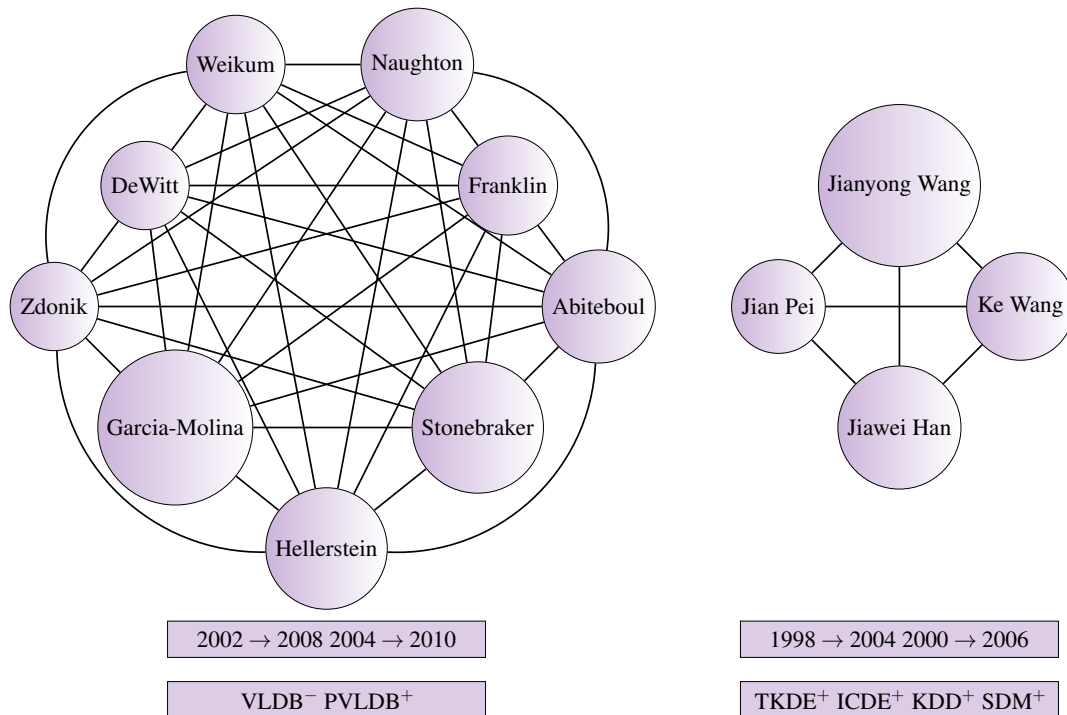 Weikum
Naughton
DeWitt
Franklin
Zdonik
Abiteboul
Garcia-Molina
Stonebraker
Hellerstein
2002 → 2008 2004 → 2010
VLDB⁻ PVLDB⁺
Jianyong Wang
Jian Pei
Ke Wang
Jiawei Han
1998 → 2004 2000 → 2006
TKDE⁺ ICDE⁺ KDD⁺ SDM⁺